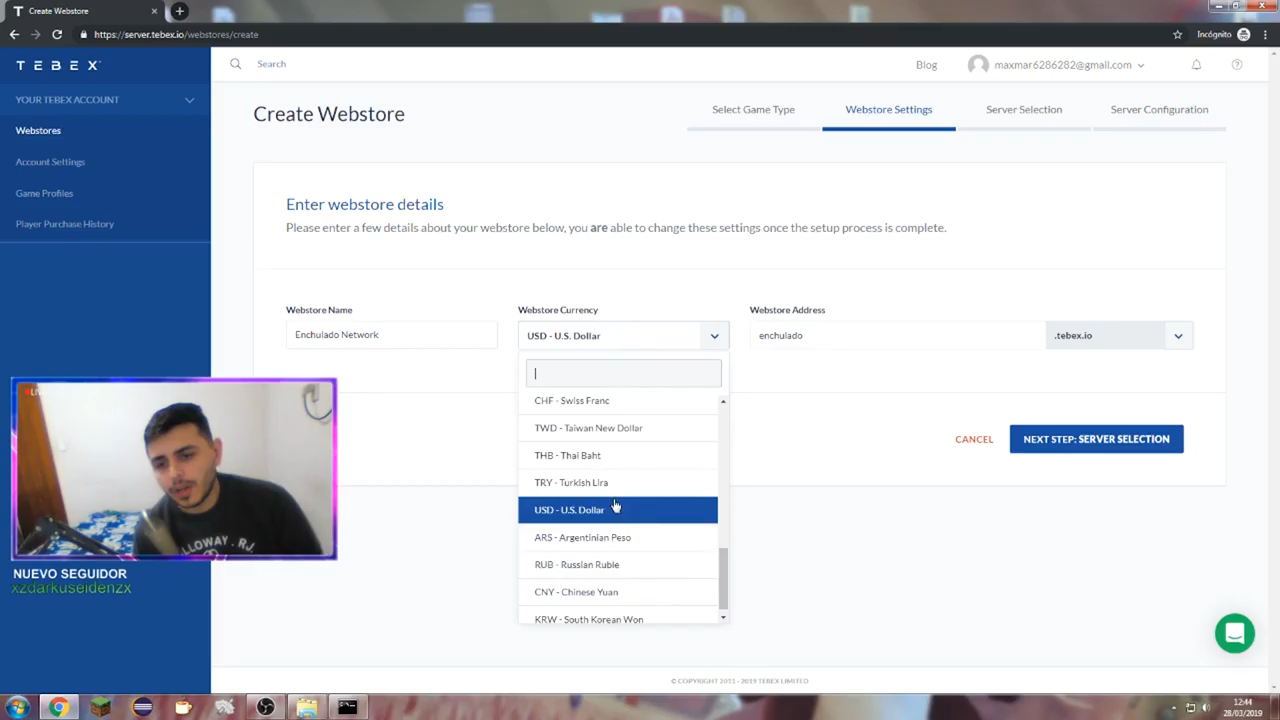 Create Webstore
https://server.tebex.io/webstores/create
Incógnito
TEBEX
Search
Blog
maxmar6286282@gmail.com
YOUR TEBEX ACCOUNT
Webstores
Account Settings
Game Profiles
Player Purchase History
Create Webstore
Select Game Type
Webstore Settings
Server Selection
Server Configuration
Enter webstore details
Please enter a few details about your webstore below, you are able to change these settings once the setup process is complete.
Webstore Name
Webstore Currency
Webstore Address
Enchulado Network
USD - U.S. Dollar
enchulado
.tebex.io
CHF - Swiss Franc
TWD - Taiwan New Dollar
THB - Thai Baht
TRY - Turkish Lira
USD - U.S. Dollar
ARS - Argentinian Peso
RUB - Russian Ruble
CNY - Chinese Yuan
KRW - South Korean Won
CANCEL
NEXT STEP: SERVER SELECTION
NUEVO SEGUIDOR
xzdarkuseidenzx
© COPYRIGHT 2011 - 2019 TEBEX LIMITED
12:44
28/03/2019